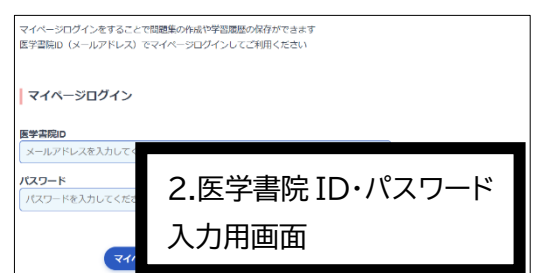 マイページログインをすることで問題集の作成や学習履歴の保存ができます
医学書院ID（メールアドレス）でマイページログインしてご利用ください
マイページログイン
医学書院ID
メールアドレスを入力して
パスワード
パスワードを入力してくだ
2.医学書院 ID・パスワード
入力用画面
マイ